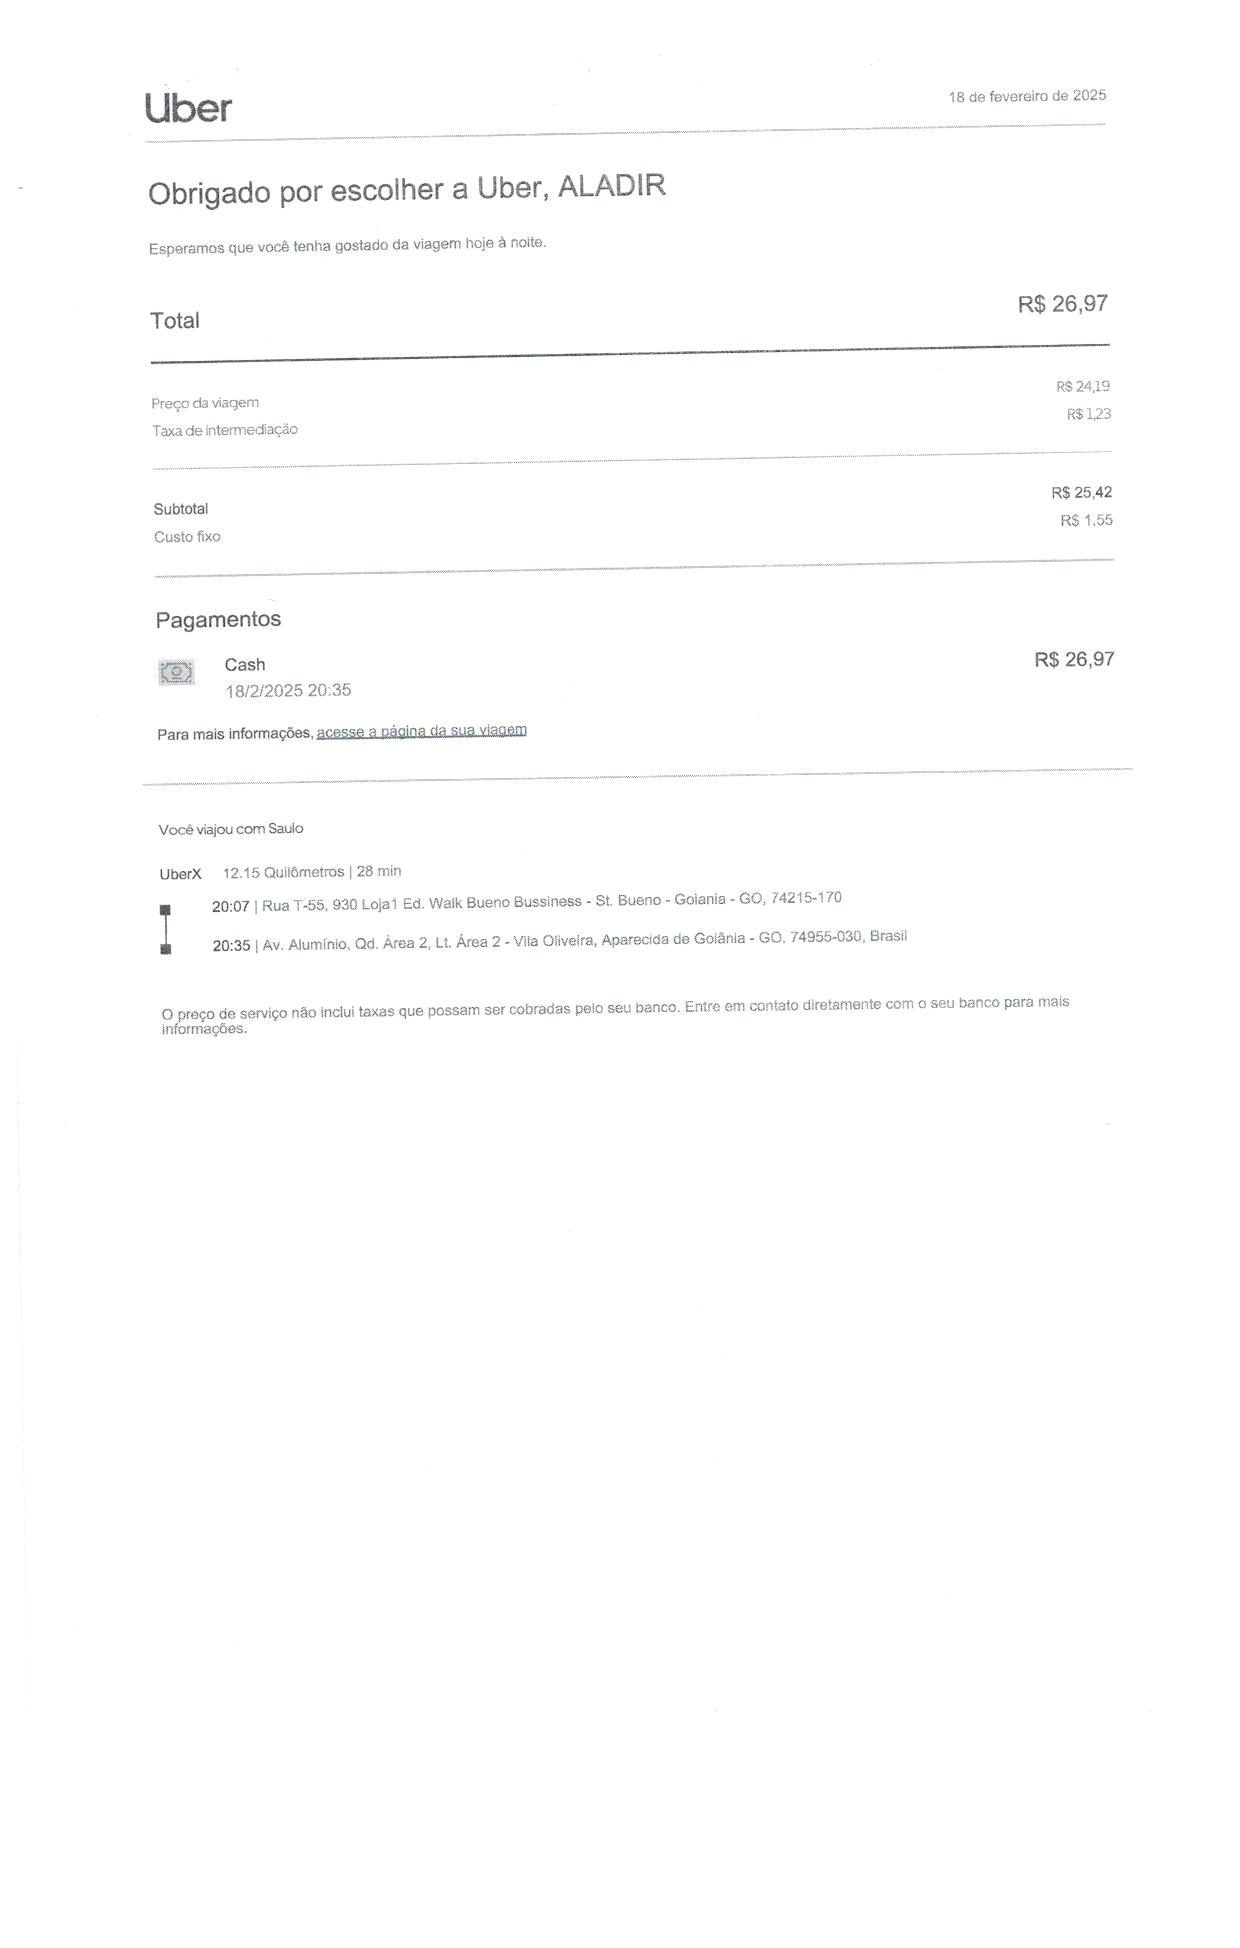 Uber
18 de fevereiro de 2025
Obrigado por escolher a Uber, ALADIR
Esperamos que você tenha gostado da viagem hoje à noite.
Total R$ 26,97
Preço da viagem R$ 24,19
Taxa de intermediação R$ 1,23
Subtotal R$ 25,42
Custo fixo R$ 1,55
Pagamentos
Cash R$ 26,97
18/2/2025 20:35
Para mais informações, acesse a página da sua viagem
Você viajou com Saulo
UberX 12.15 Quilômetros | 28 min
20:07 | Rua T-55, 930 Loja1 Ed. Walk Bueno Bussiness - St. Bueno - Goiania - GO, 74215-170
20:35 | Av. Alumínio, Qd. Área 2, Lt. Área 2 - Vila Oliveira, Aparecida de Goiânia - GO, 74955-030, Brasil
O preço de serviço não inclui taxas que possam ser cobradas pelo seu banco. Entre em contato diretamente com o seu banco para mais
informações.